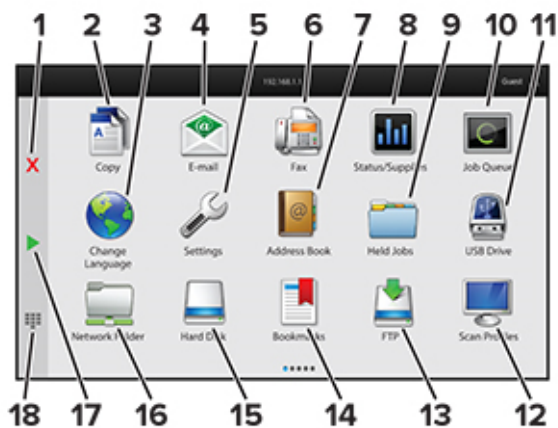 1 2 3 4 5 6 7 8 9 10 11
192.168.1.1
Guest
X
A
@
Copy E-mail Fax Status/Supplies Job Queue
@
Change Language Settings Address Book Held Jobs USB Drive
Network Folder Hard Disk Bookmarks FTP Scan Profiles
18 17 16 15 14 13 12